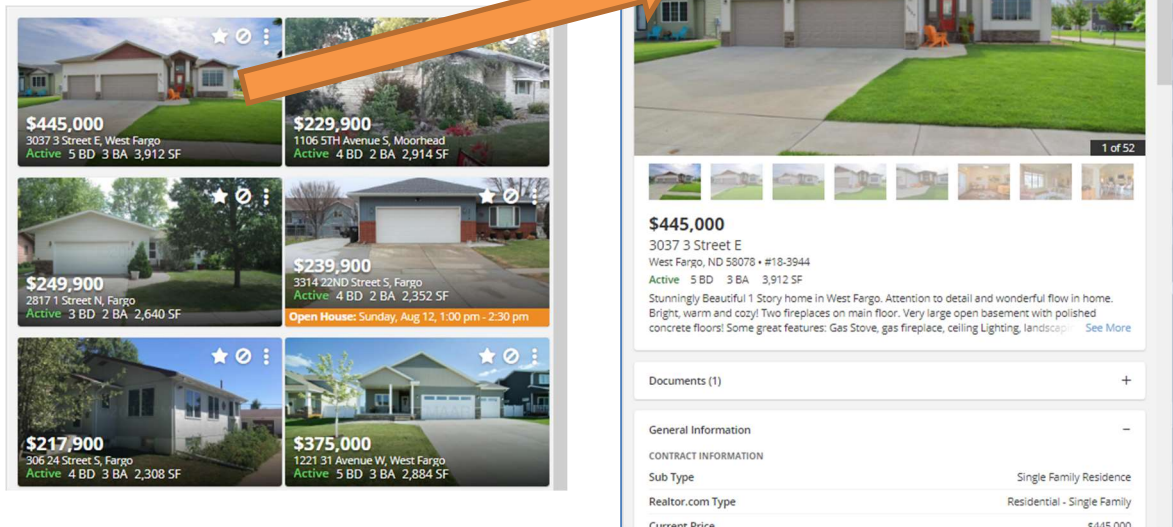 $445,000
3037 3 Street E, West Fargo
Active 5 BD 3 BA 3,912 SF
$229,900
1106 5TH Avenue S, Moorhead
Active 4 BD 2 BA 2,914 SF
$249,900
2817 1 Street N, Fargo
Active 3 BD 2 BA 2,640 SF
$239,900
3314 22ND Street S, Fargo
Active 4 BD 2 BA 2,352 SF
Open House: Sunday, Aug 12, 1:00 pm - 2:30 pm
$217,900
306 24 Street S, Fargo
Active 4 BD 3 BA 2,308 SF
$375,000
1221 31 Avenue W, West Fargo
Active 5 BD 3 BA 2,884 SF
1 of 52
$445,000
3037 3 Street E
West Fargo, ND 58078 • #18-3944
Active 5 BD 3 BA 3,912 SF
Stunningly Beautiful 1 Story home in West Fargo. Attention to detail and wonderful flow in home.
Bright, warm and cozy! Two fireplaces on main floor. Very large open basement with polished
concrete floors! Some great features: Gas Stove, gas fireplace, ceiling Lighting, landscapi See More
Documents (1) +
General Information −
CONTRACT INFORMATION
Sub Type Single Family Residence
Realtor.com Type Residential - Single Family
Current Price $445,000